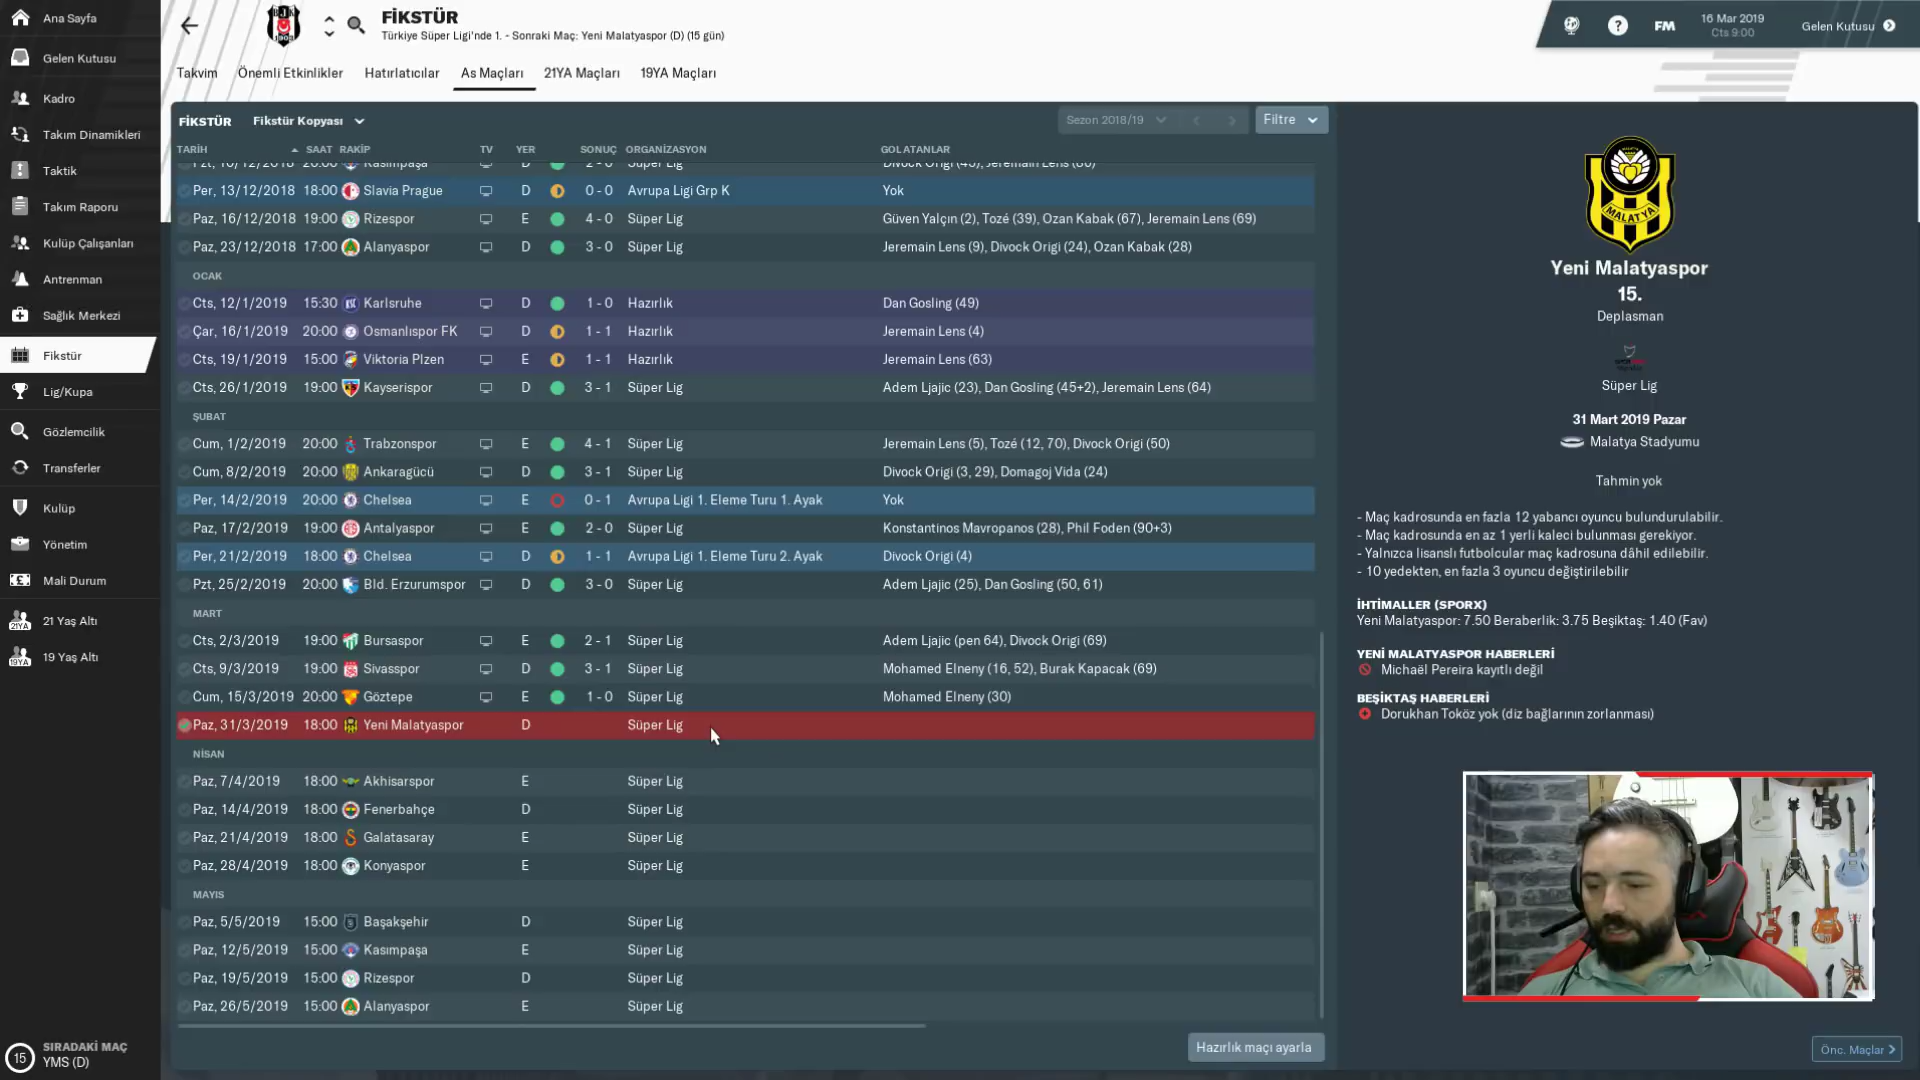 Ana Sayfa
Gelen Kutusu
Kadro
Takım Dinamikleri
Taktik
Takım Raporu
Kulüp Çalışanları
Antrenman
Sağlık Merkezi
Fikstür
Lig/Kupa
Gözlemcilik
Transferler
Kulüp
Yönetim
Mali Durum
21YA
21 Yaş Altı
19YA
19 Yaş Altı
15
SIRADAKİ MAÇ
YMS (D)
FİKSTÜR
Türkiye Süper Ligi'nde 1. - Sonraki Maç: Yeni Malatyaspor (D) (15 gün)
FM
16 Mar 2019
Cts 9:00
Gelen Kutusu
Takvim Önemli Etkinlikler Hatırlatıcılar As Maçları 21YA Maçları 19YA Maçları
FİKSTÜR Fikstür Kopyası Sezon 2018/19 Filtre
TARİH SAAT RAKİP TV YER SONUÇ ORGANİZASYON GOL ATANLAR
Per, 13/12/2018 18:00 Slavia Prague D 0 - 0 Avrupa Ligi Grp K Yok
Paz, 16/12/2018 19:00 Rizespor E 4 - 0 Süper Lig Güven Yalçın (2), Tozé (39), Ozan Kabak (67), Jeremain Lens (69)
Paz, 23/12/2018 17:00 Alanyaspor D 3 - 0 Süper Lig Jeremain Lens (9), Divock Origi (24), Ozan Kabak (28)
OCAK
Cts, 12/1/2019 15:30 Karlsruhe D 1 - 0 Hazırlık Dan Gosling (49)
Çar, 16/1/2019 20:00 Osmanlıspor FK D 1 - 1 Hazırlık Jeremain Lens (4)
Cts, 19/1/2019 15:00 Viktoria Plzen E 1 - 1 Hazırlık Jeremain Lens (63)
Cts, 26/1/2019 19:00 Kayserispor D 3 - 1 Süper Lig Adem Ljajic (23), Dan Gosling (45+2), Jeremain Lens (64)
ŞUBAT
Cum, 1/2/2019 20:00 Trabzonspor E 4 - 1 Süper Lig Jeremain Lens (5), Tozé (12, 70), Divock Origi (50)
Cum, 8/2/2019 20:00 Ankaragücü D 3 - 1 Süper Lig Divock Origi (3, 29), Domagoj Vida (24)
Per, 14/2/2019 20:00 Chelsea E 0 - 1 Avrupa Ligi 1. Eleme Turu 1. Ayak Yok
Paz, 17/2/2019 19:00 Antalyaspor E 2 - 0 Süper Lig Konstantinos Mavropanos (28), Phil Foden (90+3)
Per, 21/2/2019 18:00 Chelsea D 1 - 1 Avrupa Ligi 1. Eleme Turu 2. Ayak Divock Origi (4)
Pzt, 25/2/2019 20:00 Bld. Erzurumspor D 3 - 0 Süper Lig Adem Ljajic (25), Dan Gosling (50, 61)
MART
Cts, 2/3/2019 19:00 Bursaspor E 2 - 1 Süper Lig Adem Ljajic (pen 64), Divock Origi (69)
Cts, 9/3/2019 19:00 Sivasspor D 3 - 1 Süper Lig Mohamed Elneny (16, 52), Burak Kapacak (69)
Cum, 15/3/2019 20:00 Göztepe E 1 - 0 Süper Lig Mohamed Elneny (30)
Paz, 31/3/2019 18:00 Yeni Malatyaspor D Süper Lig
NİSAN
Paz, 7/4/2019 18:00 Akhisarspor E Süper Lig
Paz, 14/4/2019 18:00 Fenerbahçe D Süper Lig
Paz, 21/4/2019 18:00 Galatasaray E Süper Lig
Paz, 28/4/2019 18:00 Konyaspor E Süper Lig
MAYIS
Paz, 5/5/2019 15:00 Başakşehir D Süper Lig
Paz, 12/5/2019 15:00 Kasımpaşa E Süper Lig
Paz, 19/5/2019 15:00 Rizespor D Süper Lig
Paz, 26/5/2019 15:00 Alanyaspor E Süper Lig
Hazırlık maçı ayarla
MALATYA
Yeni Malatyaspor
15.
Deplasman
Süper Lig
31 Mart 2019 Pazar
Malatya Stadyumu
Tahmin yok
- Maç kadrosunda en fazla 12 yabancı oyuncu bulundurulabilir.
- Maç kadrosunda en az 1 yerli kaleci bulunması gerekiyor.
- Yalnızca lisanslı futbolcular maç kadrosuna dâhil edilebilir.
- 10 yedekten, en fazla 3 oyuncu değiştirilebilir
İHTİMALLER (SPORX)
Yeni Malatyaspor: 7.50 Beraberlik: 3.75 Beşiktaş: 1.40 (Fav)
YENİ MALATYASPOR HABERLERİ
Michaël Pereira kayıtlı değil
BEŞİKTAŞ HABERLERİ
Dorukhan Toköz yok (diz bağlarının zorlanması)
Önc. Maçlar